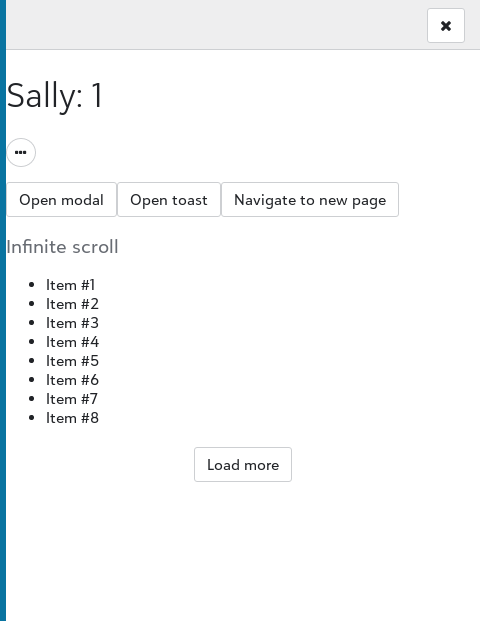 Sally: 1
Open modal Open toast Navigate to new page
Infinite scroll
Item #1
Item #2
Item #3
Item #4
Item #5
Item #6
Item #7
Item #8
Load more